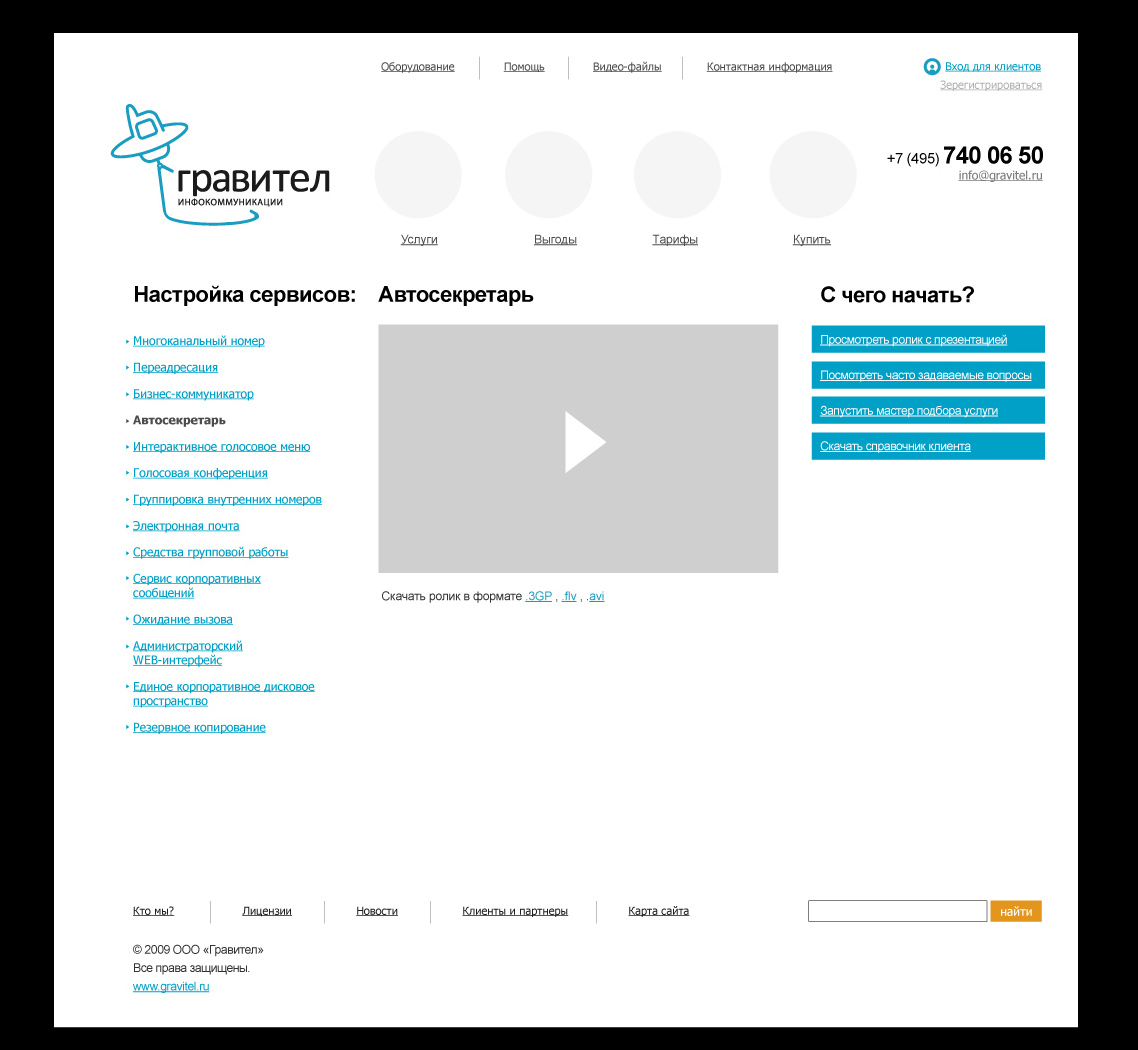 Оборудование
Помощь
Видео-файлы
Контактная информация
Вход для клиентов
Зерегистрироваться
гравител
ИНФОКОММУНИКАЦИИ
+7 (495) 740 06 50
info@gravitel.ru
Услуги
Выгоды
Тарифы
Купить
Настройка сервисов:
Многоканальный номер
Переадресация
Бизнес-коммуникатор
Автосекретарь
Интерактивное голосовое меню
Голосовая конференция
Группировка внутренних номеров
Электронная почта
Средства групповой работы
Сервис корпоративных
сообщений
Ожидание вызова
Администраторский
WEB-интерфейс
Единое корпоративное дисковое
пространство
Резервное копирование
Автосекретарь
Скачать ролик в формате .3GP , .flv , .avi
С чего начать?
Просмотреть ролик с презентацией
Посмотреть часто задаваемые вопросы
Запустить мастер подбора услуги
Скачать справочник клиента
Кто мы?
Лицензии
Новости
Клиенты и партнеры
Карта сайта
найти
© 2009 ООО «Гравител»
Все права защищены.
www.gravitel.ru